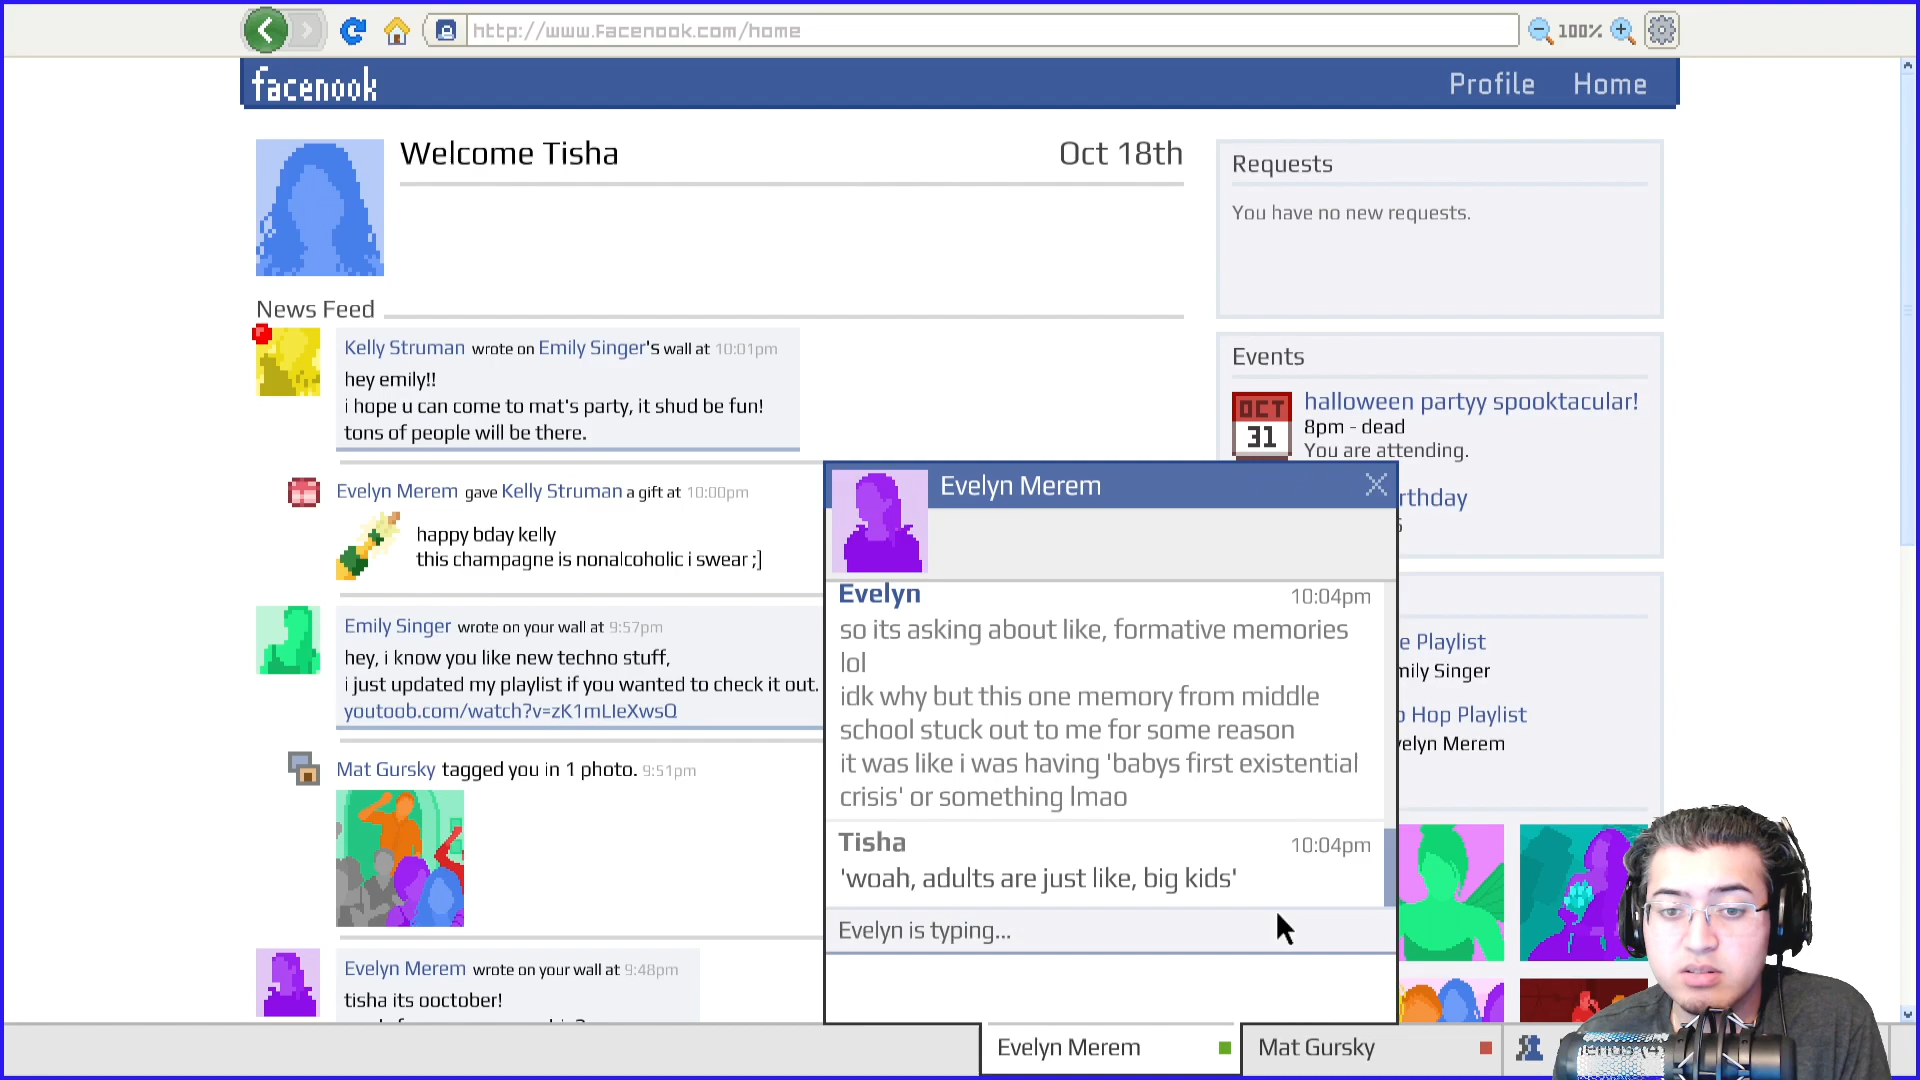 http://www.facenook.com/home
100%
facenook
Profile
Home
Welcome Tisha
Oct 18th
Requests
You have no new requests.
News Feed
Kelly Struman wrote on Emily Singer's wall at 10:01pm
hey emily!!
i hope u can come to mat's party, it shud be fun!
tons of people will be there.
Events
OCT
31
halloween partyy spooktacular!
8pm - dead
You are attending.
rthday
Evelyn Merem gave Kelly Struman a gift at 10:00pm
happy bday kelly
this champagne is nonalcoholic i swear ;]
Emily Singer wrote on your wall at 9:57pm
hey, i know you like new techno stuff,
i just updated my playlist if you wanted to check it out.
youtoob.com/watch?v=zK1mLIeXwsQ
Mat Gursky tagged you in 1 photo. 9:51pm
Evelyn Merem wrote on your wall at 9:48pm
tisha its ooctober!
Evelyn Merem
Evelyn 10:04pm
so its asking about like, formative memories
lol
idk why but this one memory from middle
school stuck out to me for some reason
it was like i was having 'babys first existential
crisis' or something lmao
Tisha 10:04pm
'woah, adults are just like, big kids'
Evelyn is typing...
e Playlist
mily Singer
Hop Playlist
velyn Merem
Evelyn Merem
Mat Gursky